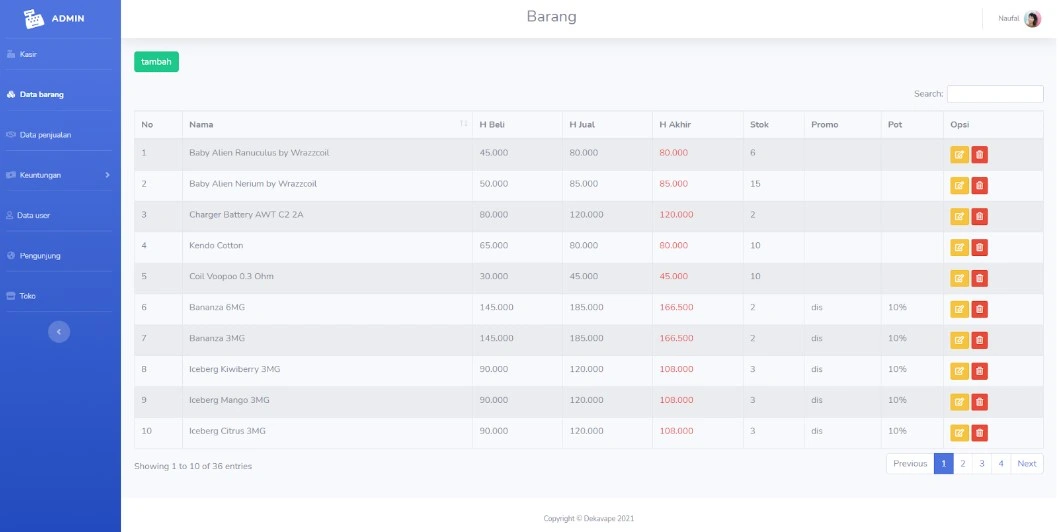 ADMIN
Barang
Naufal
Kasir
Data barang
Data penjualan
Keuntungan
Data user
Pengunjung
Toko
tambah
Search:
No Nama H Beli H Jual H Akhir Stok Promo Pot Opsi
1 Baby Alien Ranuculus by Wrazzcoil 45.000 80.000 80.000 6
2 Baby Alien Nerium by Wrazzcoil 50.000 85.000 85.000 15
3 Charger Battery AWT C2 2A 80.000 120.000 120.000 2
4 Kendo Cotton 65.000 80.000 80.000 10
5 Coil Voopoo 0.3 Ohm 30.000 45.000 45.000 10
6 Bananza 6MG 145.000 185.000 166.500 2 dis 10%
7 Bananza 3MG 145.000 185.000 166.500 2 dis 10%
8 Iceberg Kiwiberry 3MG 90.000 120.000 108.000 3 dis 10%
9 Iceberg Mango 3MG 90.000 120.000 108.000 3 dis 10%
10 Iceberg Citrus 3MG 90.000 120.000 108.000 3 dis 10%
Showing 1 to 10 of 36 entries
Previous 1 2 3 4 Next
Copyright © Dekavape 2021